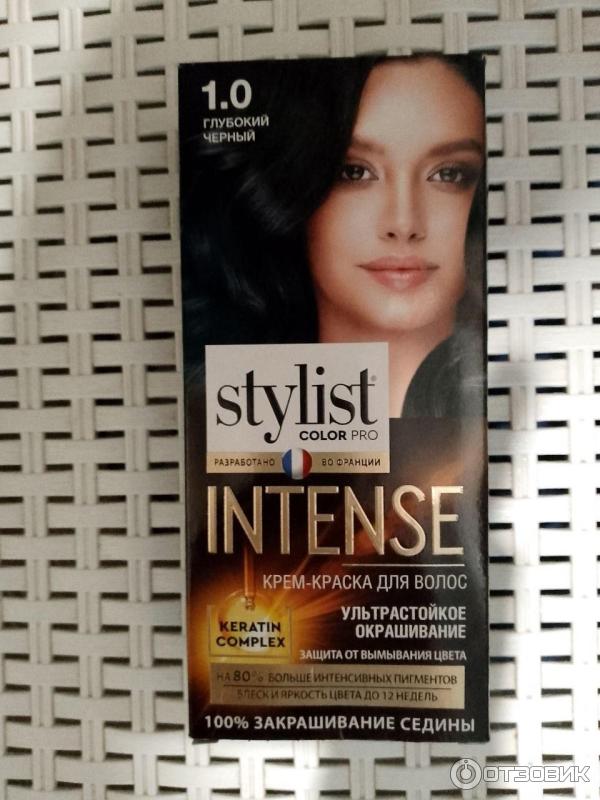 1.0
ГЛУБОКИЙ
ЧЕРНЫЙ
stylist®
COLOR PRO
РАЗРАБОТАНО ВО ФРАНЦИИ
INTENSE
КРЕМ-КРАСКА ДЛЯ ВОЛОС
KERATIN
COMPLEX
УЛЬТРАСТОЙКОЕ
ОКРАШИВАНИЕ
ЗАЩИТА ОТ ВЫМЫВАНИЯ ЦВЕТА
НА 80% БОЛЬШЕ ИНТЕНСИВНЫХ ПИГМЕНТОВ
БЛЕСК И ЯРКОСТЬ ЦВЕТА ДО 12 НЕДЕЛЬ
100% ЗАКРАШИВАНИЕ СЕДИНЫ
ОТЗОВИК